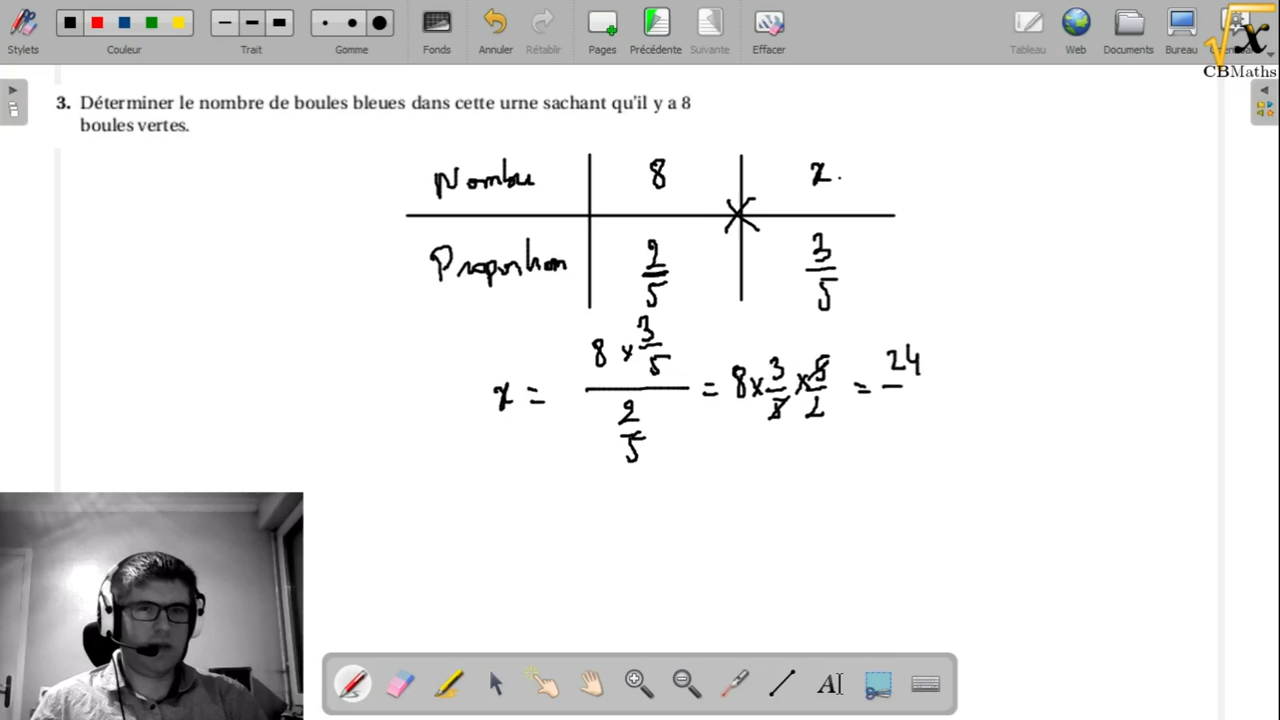 Stylets Couleur Trait Gomme Fonds Annuler Rétablir Pages Précédente Suivante Effacer Tableau Web Documents Bureau
√x
CBMaths
3. Déterminer le nombre de boules bleues dans cette urne sachant qu'il y a 8
boules vertes.
Nombre 8 x
Proportion 2/5 3/5
x = (8 × 3/5) / (2/5) = 8 × 3/5 × 5/2 = 24
AI